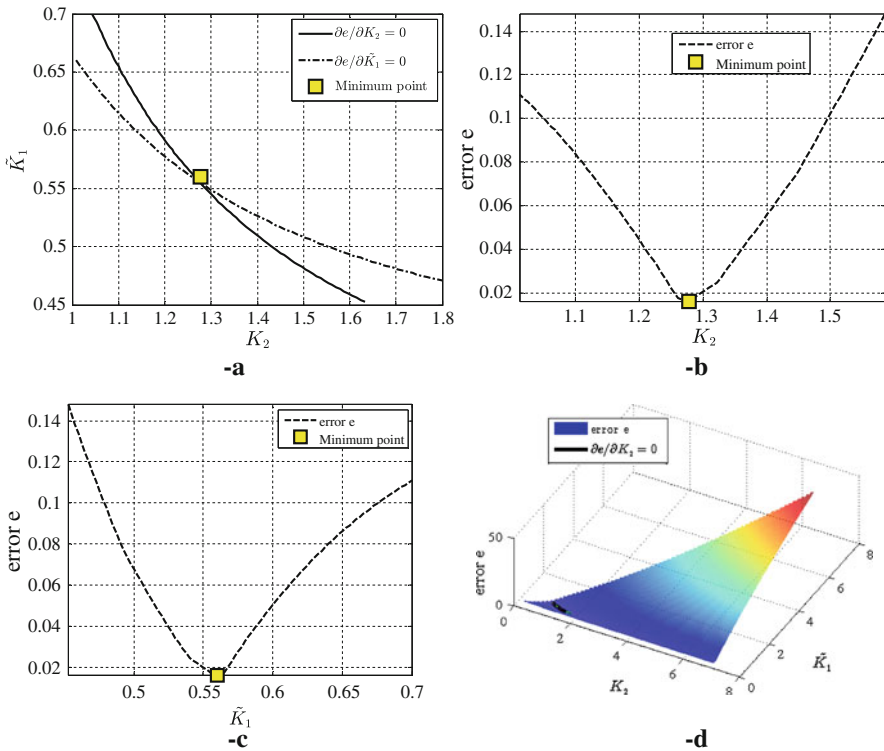 0.7
0.65
0.6
0.55
0.5
0.45
K̃₁
1 1.1 1.2 1.3 1.4 1.5 1.6 1.7 1.8
K₂
∂e/∂K₂ = 0
∂e/∂K̃₁ = 0
Minimum point
-a
0.14
0.12
0.1
0.08
0.06
0.04
0.02
error e
1.1 1.2 1.3 1.4 1.5
K₂
error e
Minimum point
-b
0.14
0.12
0.1
0.08
0.06
0.04
0.02
error e
0.5 0.55 0.6 0.65 0.7
K̃₁
error e
Minimum point
-c
error e
∂e/∂K₂ = 0
50
0
error e
0 2 4 6 8
K₂
0 2 4 6 8
K̃₁
-d